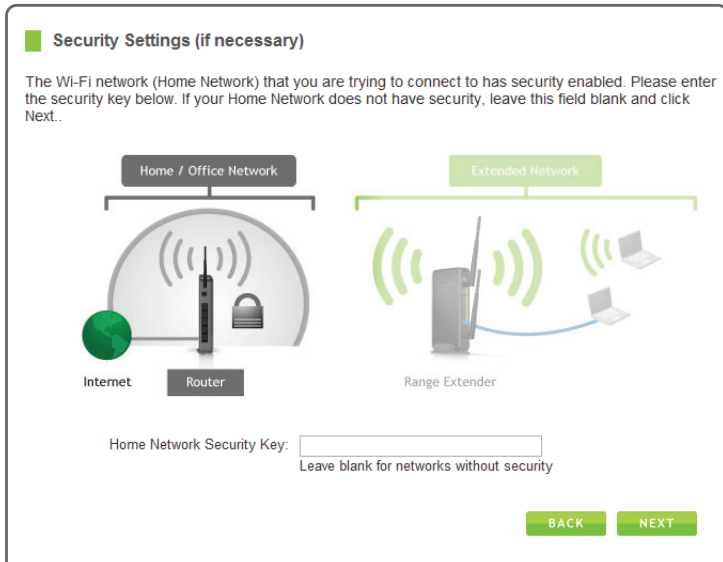 Security Settings (if necessary)
The Wi-Fi network (Home Network) that you are trying to connect to has security enabled. Please enter
the security key below. If your Home Network does not have security, leave this field blank and click
Next..
Home / Office Network
Extended Network
Internet
Router
Range Extender
Home Network Security Key:
Leave blank for networks without security
BACK
NEXT